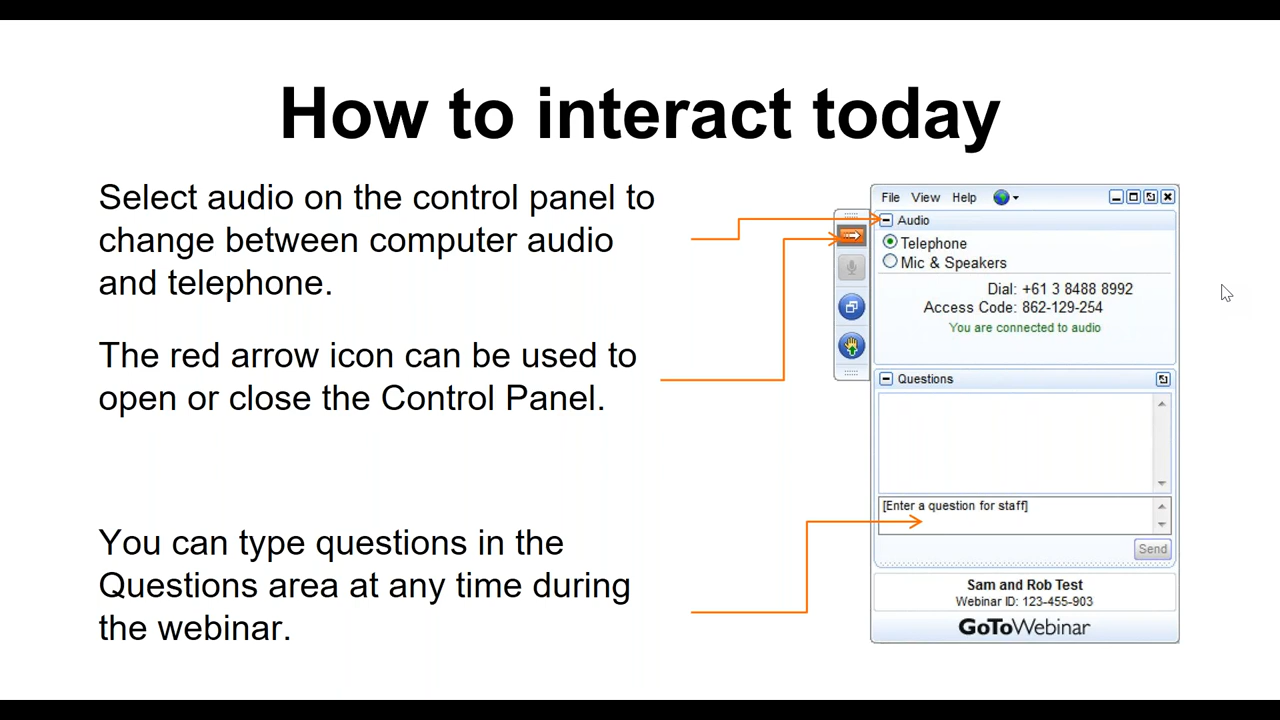 How to interact today
Select audio on the control panel to
change between computer audio
and telephone.
The red arrow icon can be used to
open or close the Control Panel.
You can type questions in the
Questions area at any time during
the webinar.
File View Help
Audio
Telephone
Mic & Speakers
Dial: +61 3 8488 8992
Access Code: 862-129-254
You are connected to audio
Questions
[Enter a question for staff]
Send
Sam and Rob Test
Webinar ID: 123-455-903
GoToWebinar